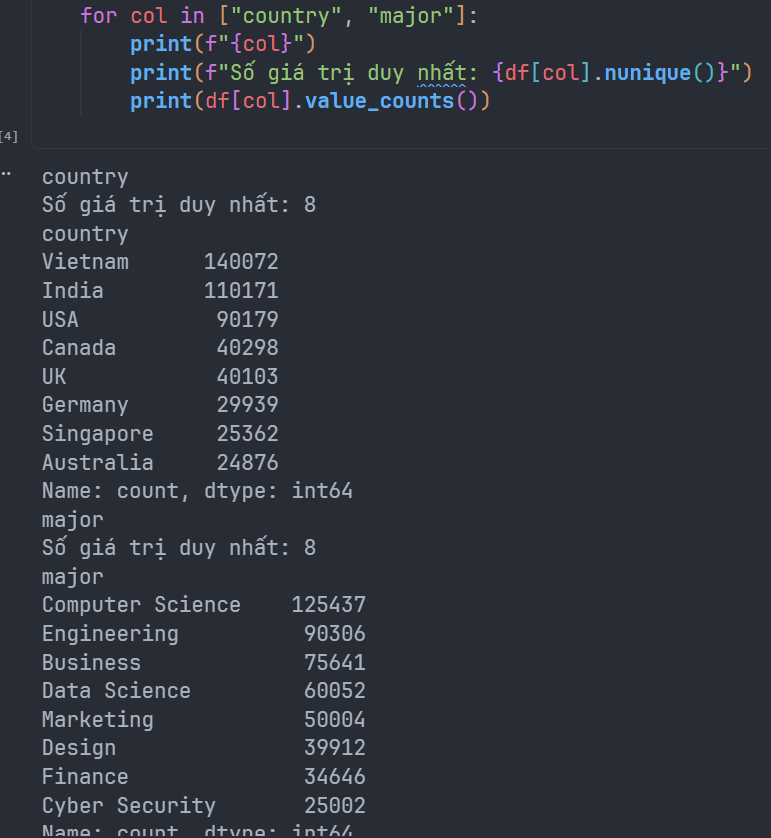 for col in ["country", "major"]:
    print(f"{col}")
    print(f"Số giá trị duy nhất: {df[col].nunique()}")
    print(df[col].value_counts())
[4]
..
country
Số giá trị duy nhất: 8
country
Vietnam      140072
India        110171
USA           90179
Canada        40298
UK            40103
Germany       29939
Singapore     25362
Australia     24876
Name: count, dtype: int64
major
Số giá trị duy nhất: 8
major
Computer Science    125437
Engineering          90306
Business             75641
Data Science         60052
Marketing            50004
Design               39912
Finance              34646
Cyber Security       25002
Name: count, dtype: int64